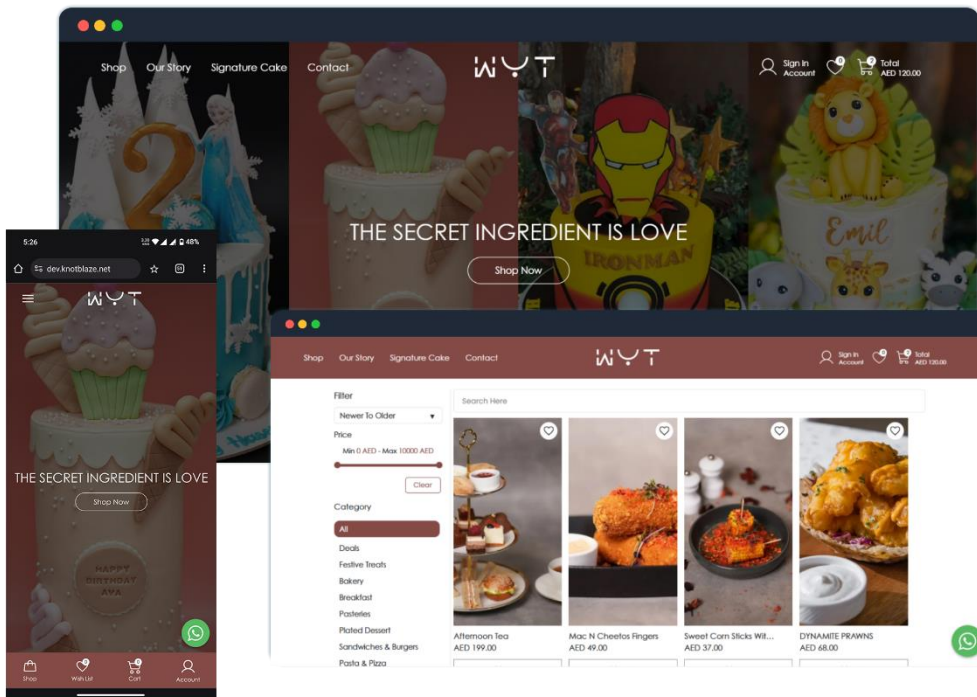 Shop Our Story Signature Cake Contact
WYT
Sign In
Account
0
2
Total
AED 120.00
2
Emil
IRONMAN
THE SECRET INGREDIENT IS LOVE
Shop Now
5:26
48%
dev.knotblaze.net
WYT
THE SECRET INGREDIENT IS LOVE
Shop Now
HAPPY
BIRTHDAY
AVA
Shop
Wish List
Cart
Account
Shop Our Story Signature Cake Contact
WYT
Sign In
Account
Total
AED 120.00
Filter
Newer To Older
Price
Min 0 AED - Max 10000 AED
Clear
Category
All
Deals
Festive Treats
Bakery
Breakfast
Pasteries
Plated Dessert
Sandwiches & Burgers
Pasta & Pizza
Search Here
Afternoon Tea
AED 199.00
Mac N Cheetos Fingers
AED 49.00
Sweet Corn Sticks Wit...
AED 37.00
DYNAMITE PRAWNS
AED 68.00